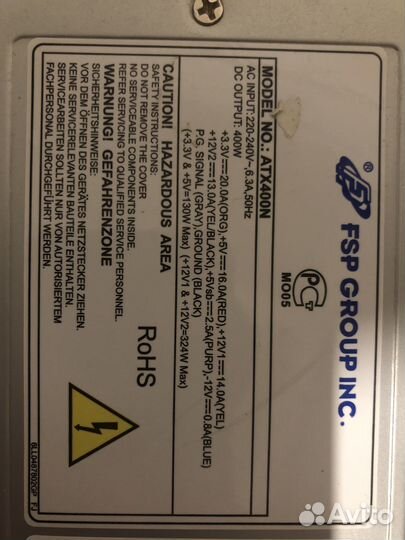 FSP GROUP INC.
PCT
MO05
MODEL NO.: ATX400N
AC INPUT: 220-240V~,6.3A,50Hz
DC OUTPUT: 400W
+3.3V⎓20.0A(ORG),+5V⎓16.0A(RED),+12V1⎓14.0A(YEL)
+12V2⎓13.0A(YEL/BLACK),+5Vsb⎓2.5A(PURP),-12V⎓0.8A(BLUE)
P.G. SIGNAL (GRAY),GROUND (BLACK)
(+3.3V & +5V=130W Max) (+12V1 & +12V2=324W Max)
CAUTION! HAZARDOUS AREA
SAFETY INSTRUCTIONS:
DO NOT REMOVE THE COVER
NO SERVICEABLE COMPONENTS INSIDE.
REFER SERVICING TO QUALIFIED SERVICE PERSONNEL.
WARNUNG! GEFAHRENZONE
SICHERHEITSHINWEISE:
VOR DEM ÖFFNEN DES GERÄTES NETZSTECKER ZIEHEN.
KEINE SERVICERELEVANTEN BAUTEILE ENTHALTEN.
SERVICEARBEITEN SOLLTEN NUR VON AUTORISIERTEM
FACHPERSONAL DURCHGEFÜHRT WERDEN.
RoHS
6LL0467602GP FJ
Avito